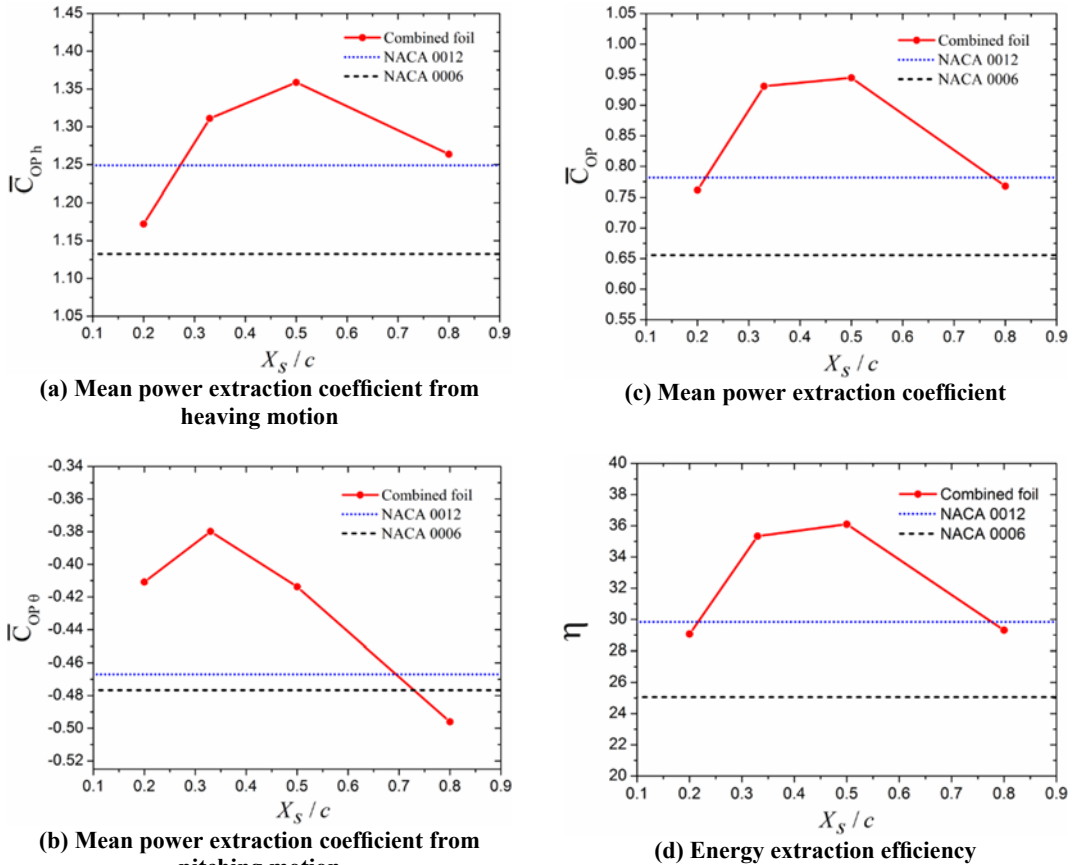 1.45
1.40
1.35
1.30
1.25
1.20
1.15
1.10
1.05
C̅OP h
Combined foil
NACA 0012
NACA 0006
0.1 0.2 0.3 0.4 0.5 0.6 0.7 0.8 0.9
XS / c
(a) Mean power extraction coefficient from
heaving motion
1.05
1.00
0.95
0.90
0.85
0.80
0.75
0.70
0.65
0.60
0.55
C̅OP
Combined foil
NACA 0012
NACA 0006
0.1 0.2 0.3 0.4 0.5 0.6 0.7 0.8 0.9
XS / c
(c) Mean power extraction coefficient
-0.34
-0.36
-0.38
-0.40
-0.42
-0.44
-0.46
-0.48
-0.50
-0.52
C̅OP θ
Combined foil
NACA 0012
NACA 0006
0.1 0.2 0.3 0.4 0.5 0.6 0.7 0.8 0.9
XS / c
(b) Mean power extraction coefficient from
40
38
36
34
32
30
28
26
24
22
20
η
Combined foil
NACA 0012
NACA 0006
0.1 0.2 0.3 0.4 0.5 0.6 0.7 0.8 0.9
XS / c
(d) Energy extraction efficiency